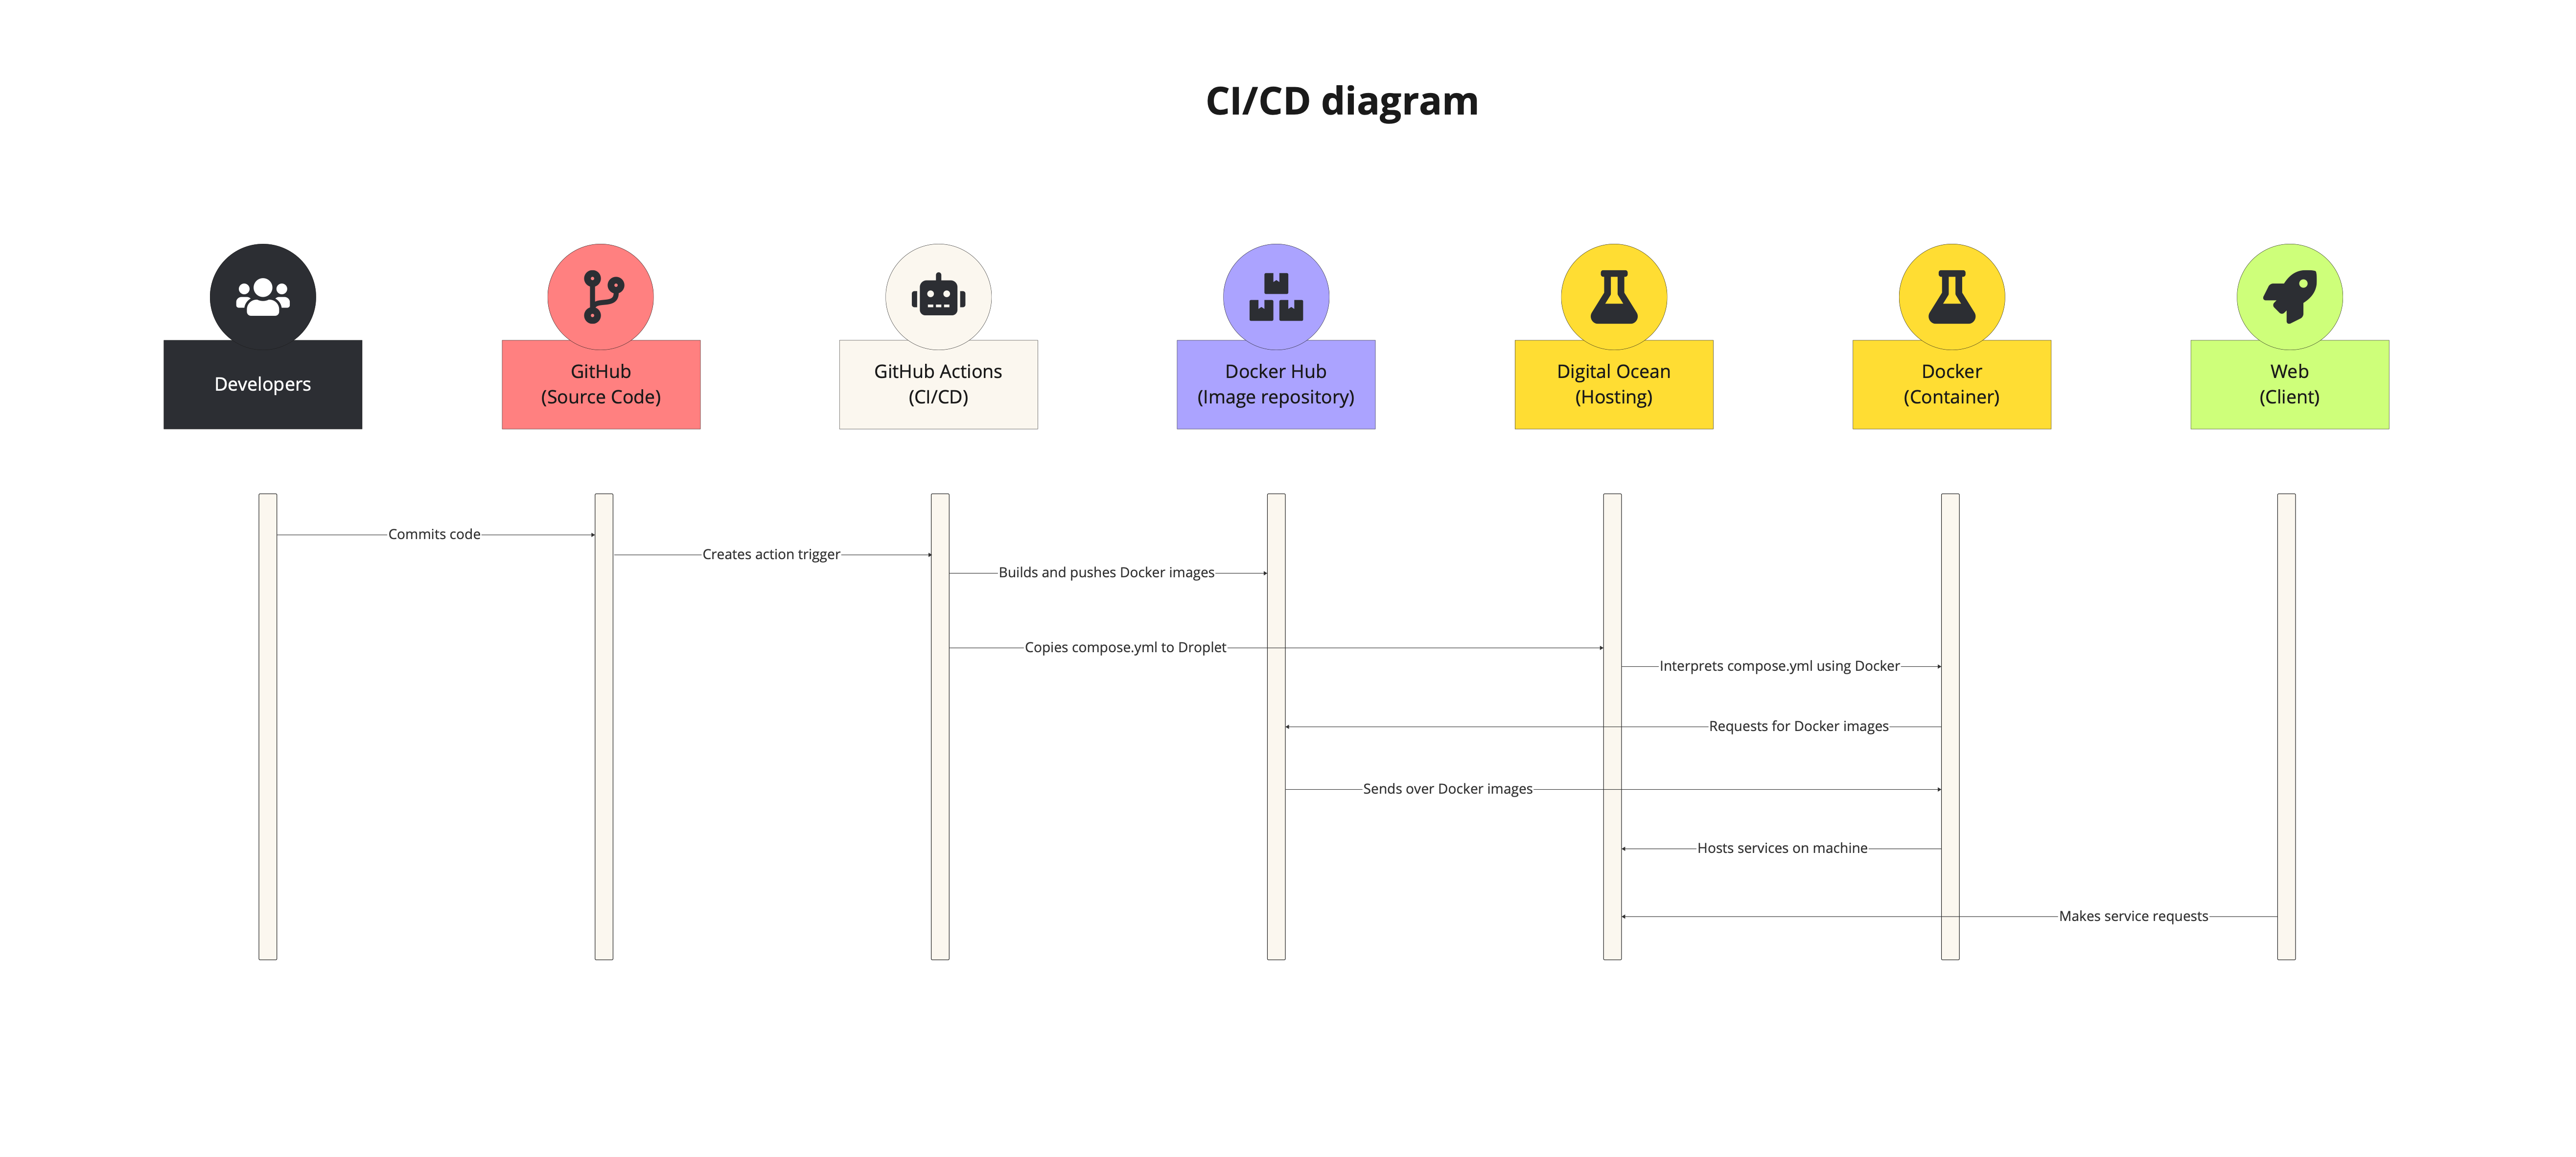 CI/CD diagram
Developers
GitHub
(Source Code)
GitHub Actions
(CI/CD)
Docker Hub
(Image repository)
Digital Ocean
(Hosting)
Docker
(Container)
Web
(Client)
Commits code
Creates action trigger
Builds and pushes Docker images
Copies compose.yml to Droplet
Interprets compose.yml using Docker
Requests for Docker images
Sends over Docker images
Hosts services on machine
Makes service requests